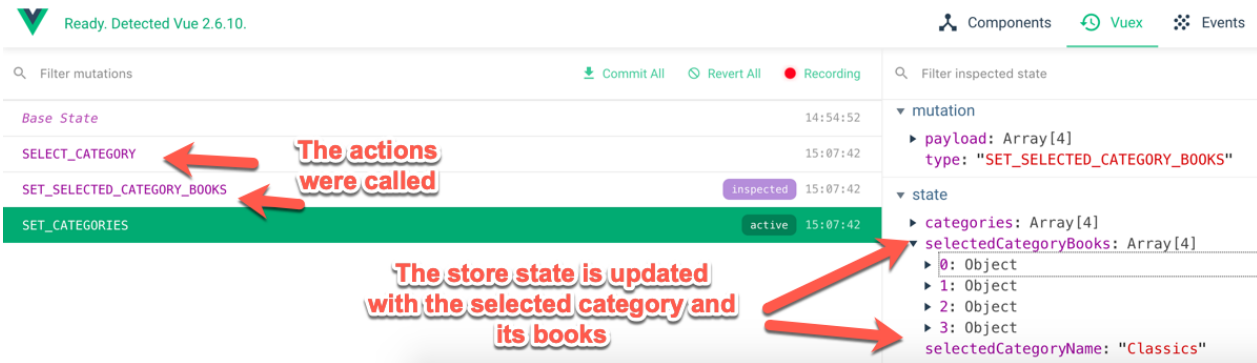 Ready. Detected Vue 2.6.10.
Components
Vuex
Events
Filter mutations
Commit All
Revert All
Recording
Filter inspected state
Base State
14:54:52
SELECT_CATEGORY
15:07:42
SET_SELECTED_CATEGORY_BOOKS
inspected
15:07:42
SET_CATEGORIES
active
15:07:42
The actions
were called
The store state is updated
with the selected category and
its books
mutation
payload: Array[4]
type: "SET_SELECTED_CATEGORY_BOOKS"
state
categories: Array[4]
selectedCategoryBooks: Array[4]
0: Object
1: Object
2: Object
3: Object
selectedCategoryName: "Classics"